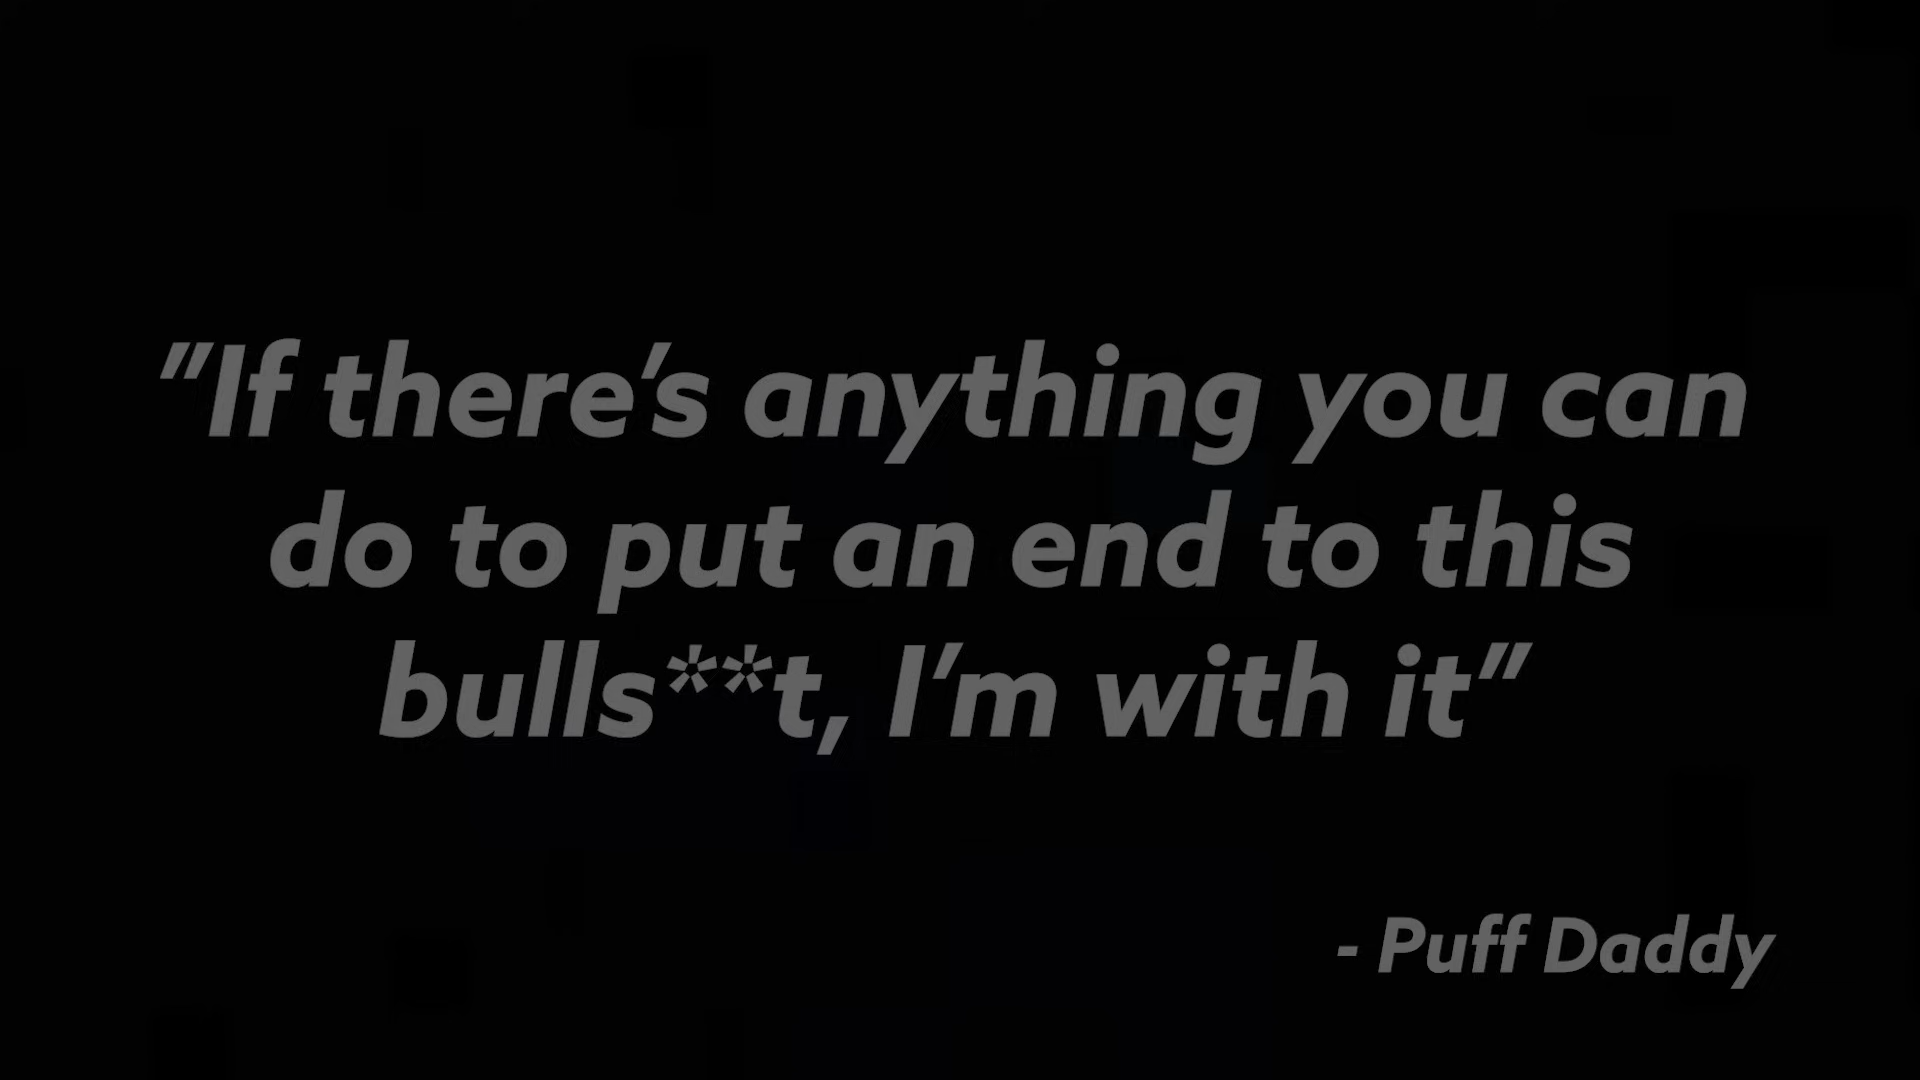 "If there's anything you can
do to put an end to this
bulls**t, I'm with it"
- Puff Daddy